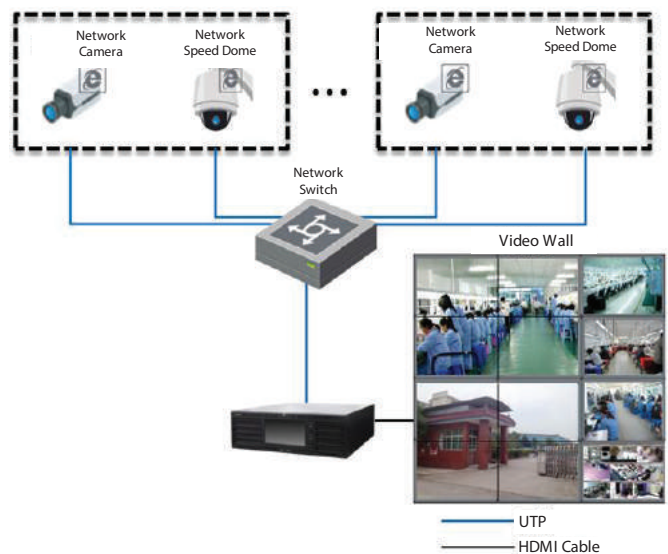 Network
Camera
Network
Speed Dome
Network
Camera
Network
Speed Dome
Network
Switch
Video Wall
UTP
HDMI Cable